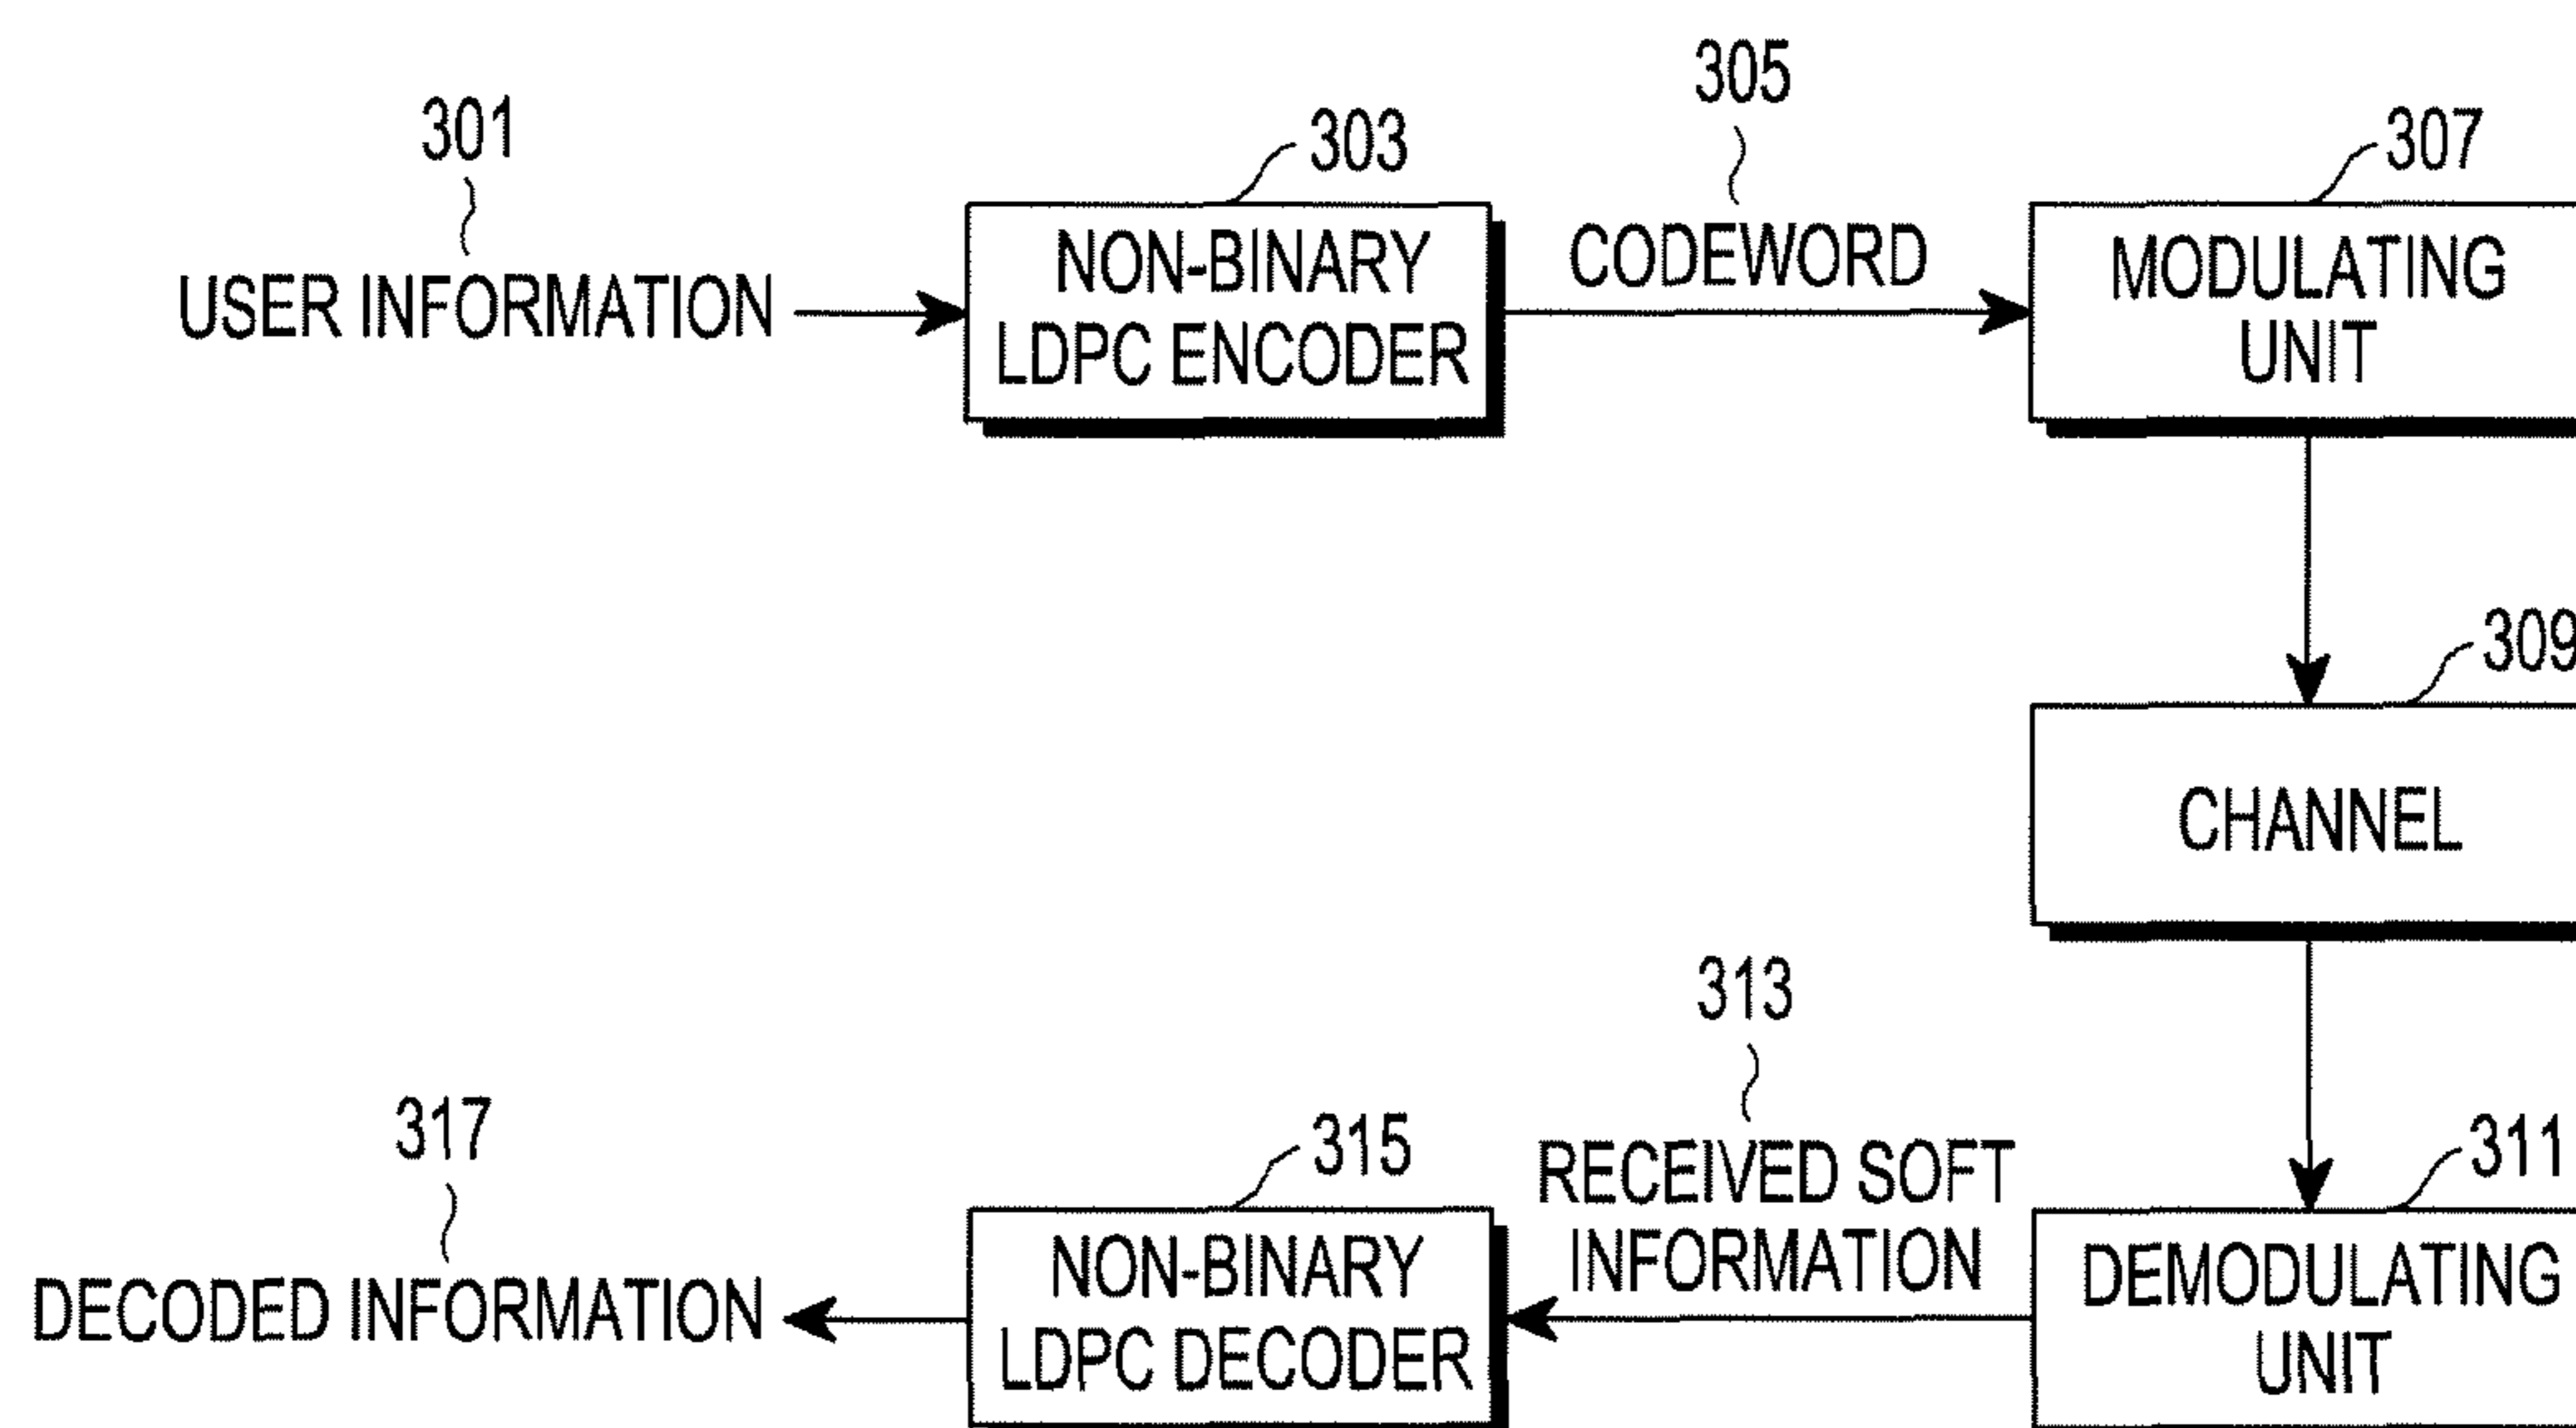 301
USER INFORMATION
303
NON-BINARY
LDPC ENCODER
305
CODEWORD
307
MODULATING
UNIT
309
CHANNEL
311
DEMODULATING
UNIT
313
RECEIVED SOFT
INFORMATION
315
NON-BINARY
LDPC DECODER
317
DECODED INFORMATION